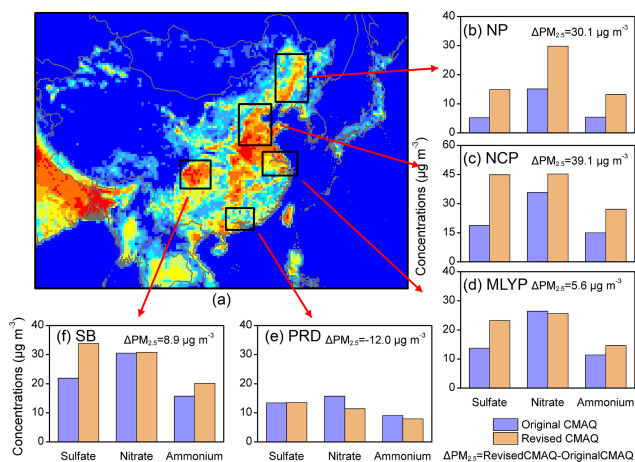 (b) NP ΔPM2.5=30.1 µg m-3
40
30
20
10
0
(c) NCP ΔPM2.5=39.1 µg m-3
60
45
30
15
0
Concentrations (µg m-3)
(d) MLYP ΔPM2.5=5.6 µg m-3
40
30
20
10
0
Sulfate Nitrate Ammonium
(a)
(f) SB ΔPM2.5=8.9 µg m-3
40
30
20
10
0
Concentrations (µg m-3)
Sulfate Nitrate Ammonium
(e) PRD ΔPM2.5=-12.0 µg m-3
40
30
20
10
0
Sulfate Nitrate Ammonium
Original CMAQ
Revised CMAQ
ΔPM2.5=RevisedCMAQ-OriginalCMAQ